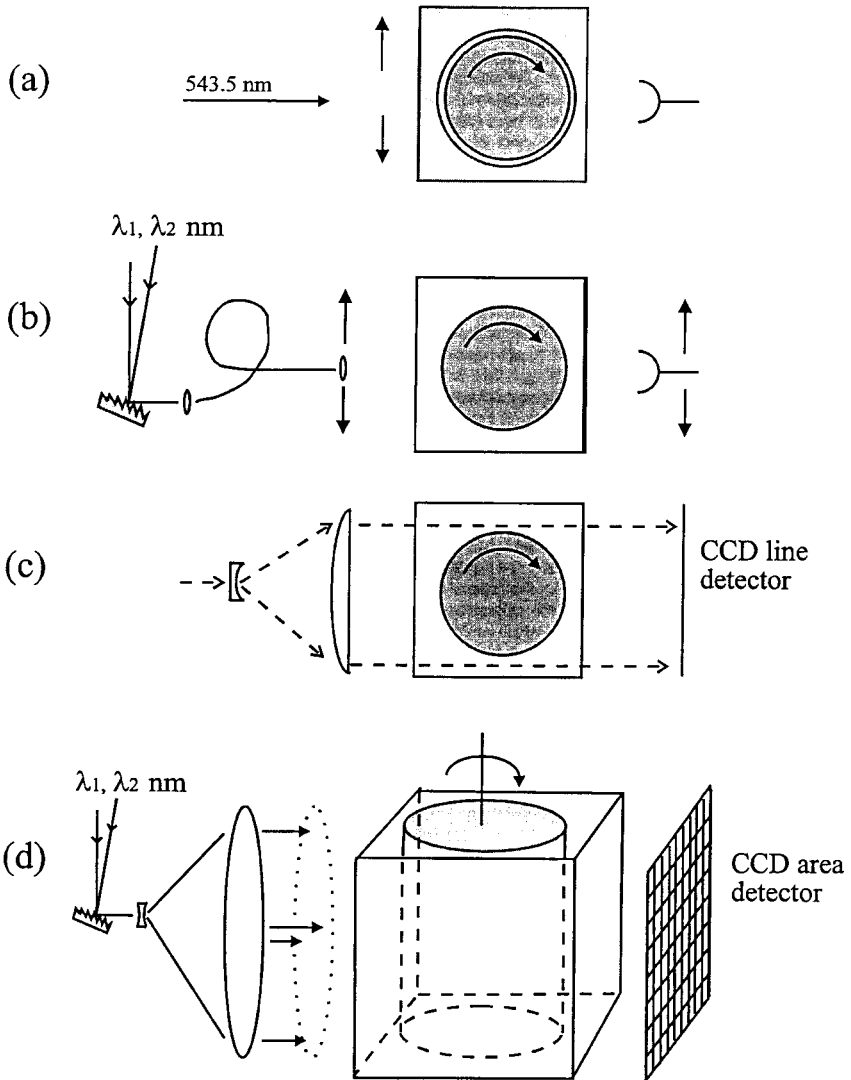 (a)
543.5 nm
λ1, λ2 nm
(b)
(c)
CCD line
detector
λ1, λ2 nm
(d)
CCD area
detector